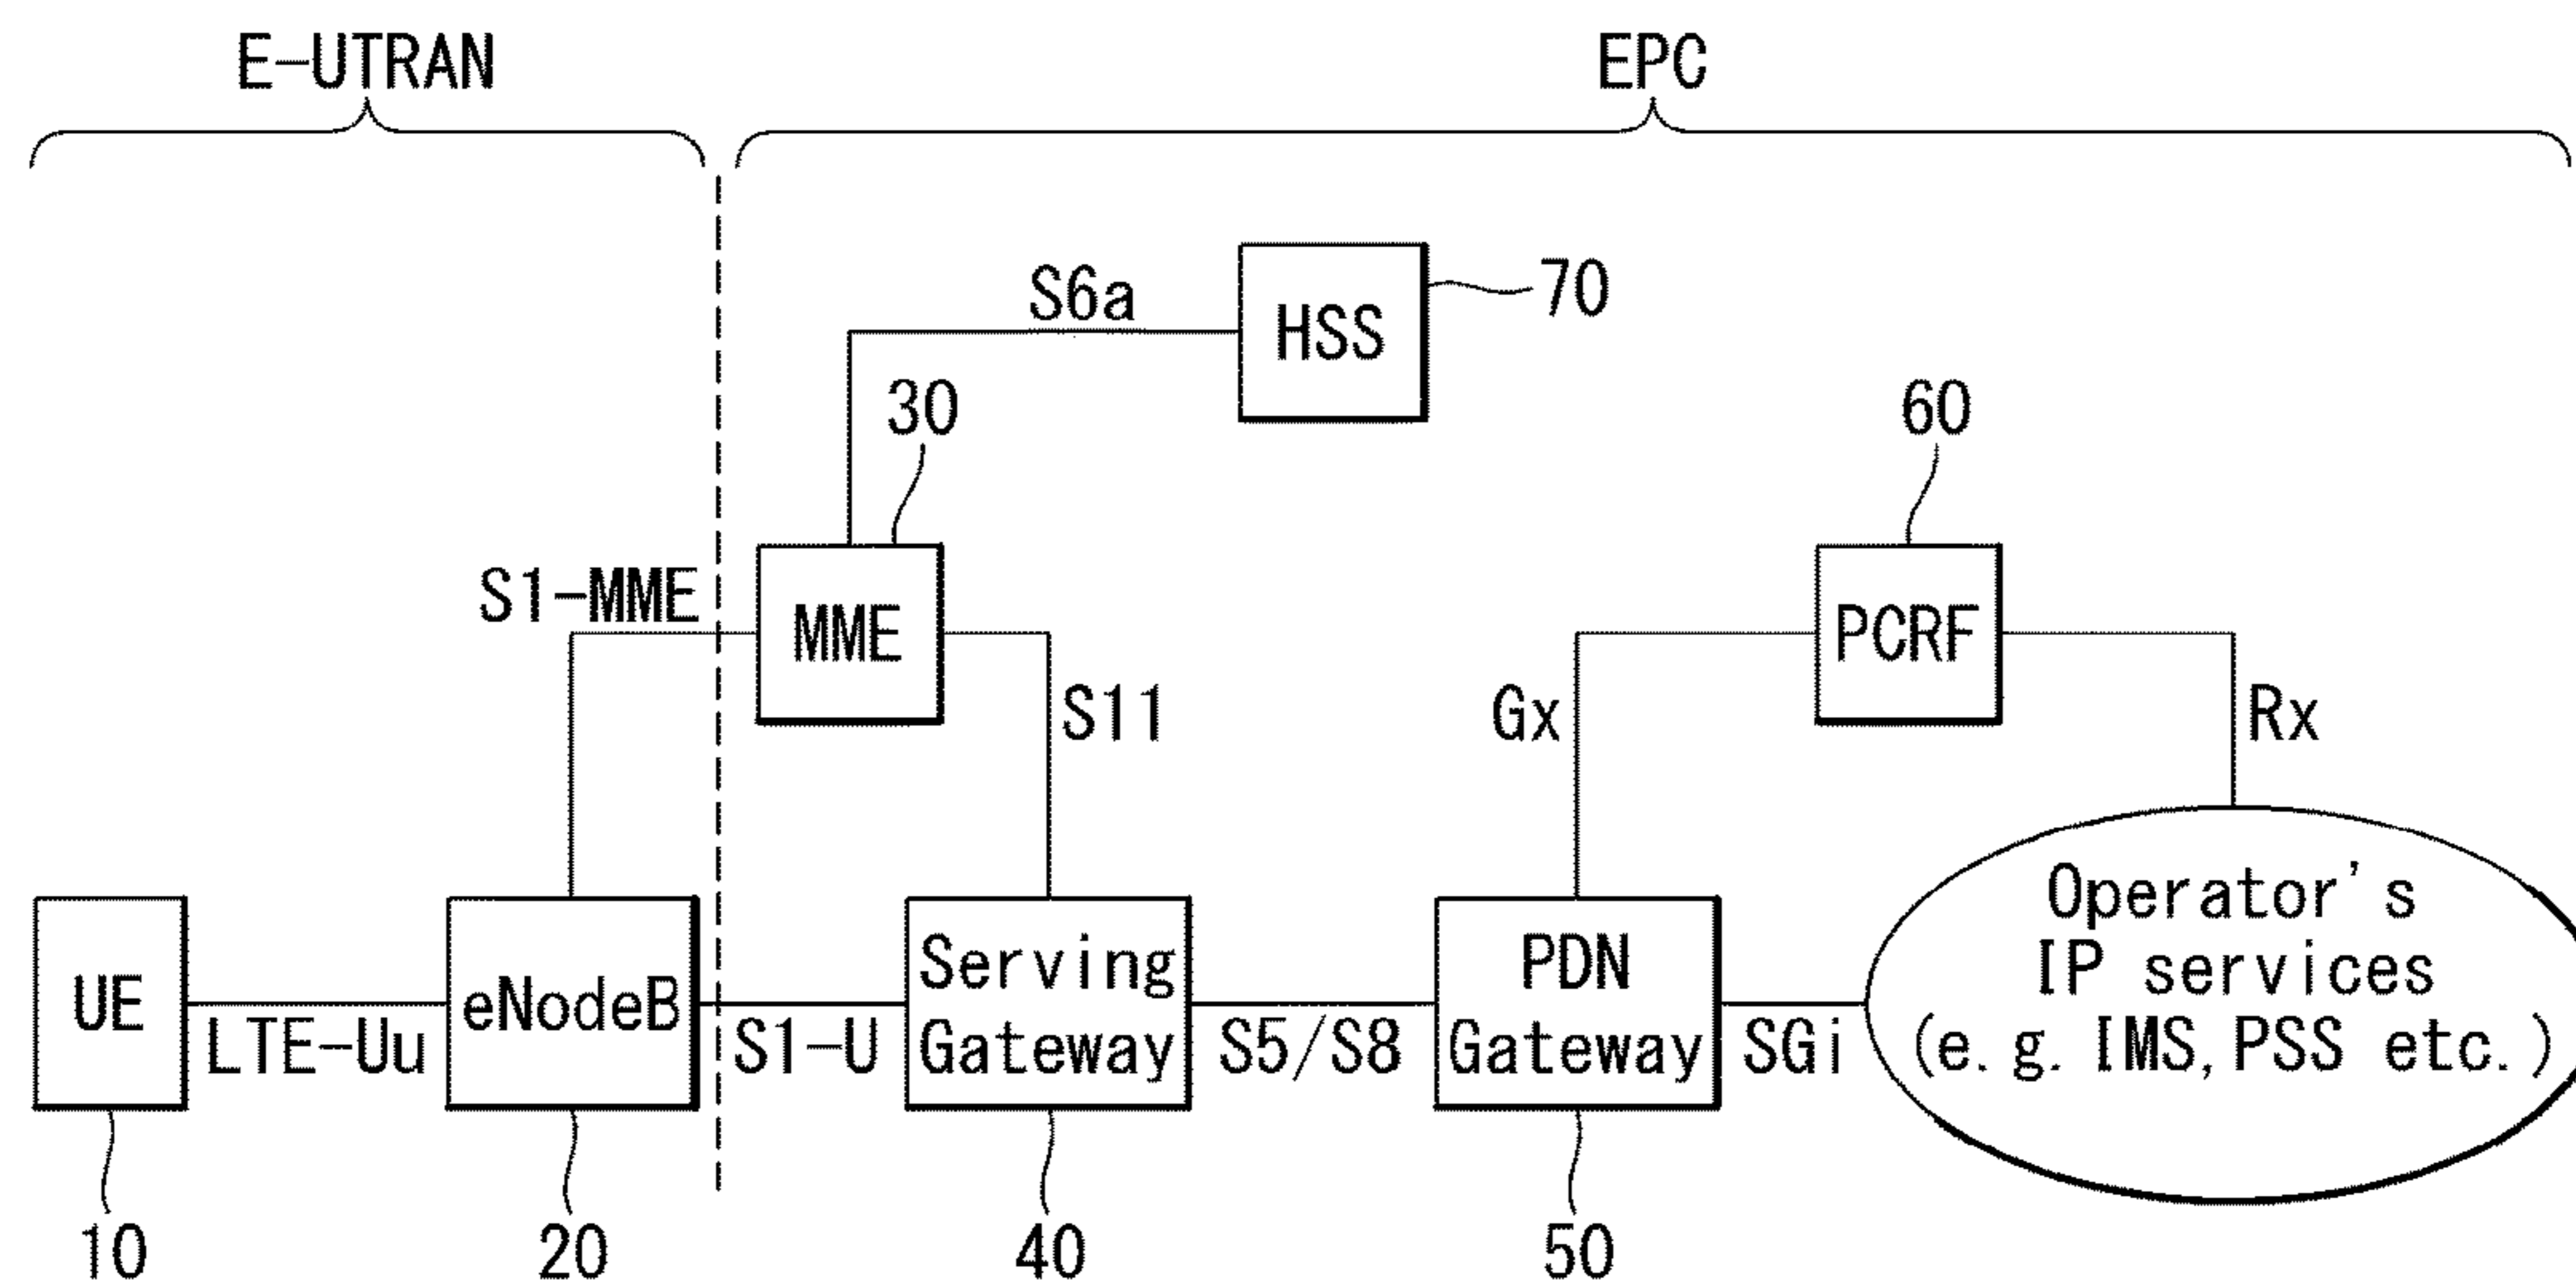 E-UTRAN
EPC
S6a
HSS
70
30
60
S1-MME
MME
PCRF
S11
Gx
Rx
UE
LTE-Uu
eNodeB
S1-U
Serving
Gateway
S5/S8
PDN
Gateway
SGi
Operator's
IP services
(e.g. IMS, PSS etc.)
10
20
40
50